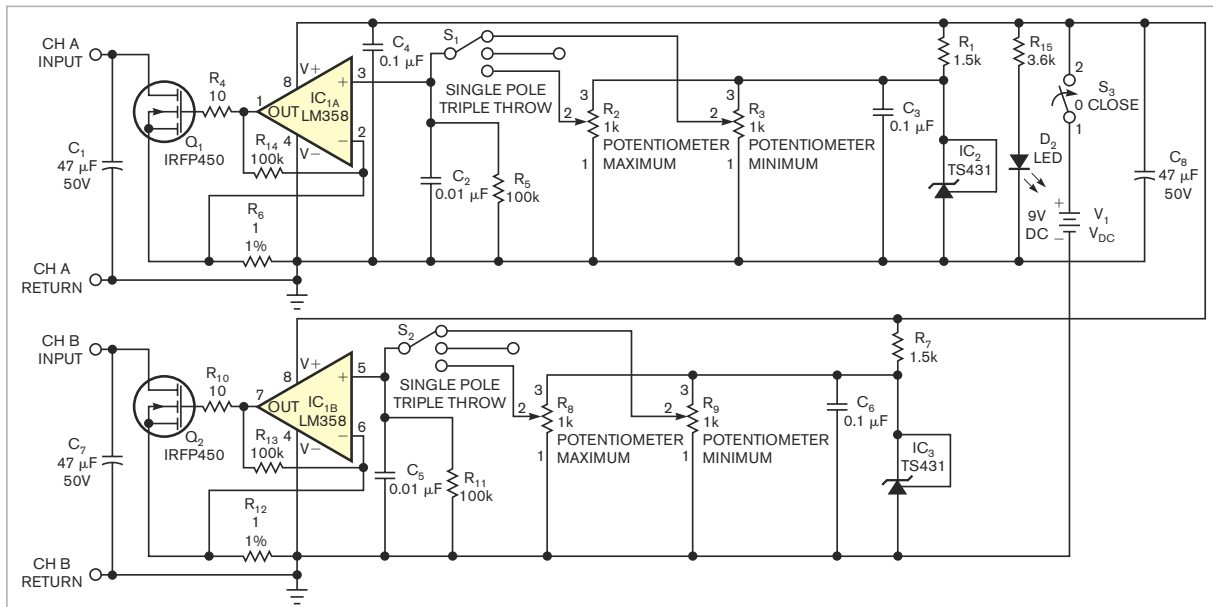 CH A
INPUT
C1
47 µF
50V
Q1
IRFP450
R4
10
1
OUT
8
V+
IC1A
LM358
4
V−
3
+
2
−
R14
100k
R6
1
1%
CH A
RETURN
C4
0.1 µF
S1
SINGLE POLE
TRIPLE THROW
C2
0.01 µF
R5
100k
3
2
1
R2
1k
POTENTIOMETER
MAXIMUM
3
2
1
R3
1k
POTENTIOMETER
MINIMUM
C3
0.1 µF
R1
1.5k
IC2
TS431
R15
3.6k
D2
LED
2
S3
0 CLOSE
1
+
−
9V
DC
V1
VDC
C8
47 µF
50V
CH B
INPUT
C7
47 µF
50V
Q2
IRFP450
R10
10
7
OUT
8
V+
IC1B
LM358
4
V−
5
+
6
−
R13
100k
R12
1
1%
CH B
RETURN
S2
SINGLE POLE
TRIPLE THROW
C5
0.01 µF
R11
100k
3
2
1
R8
1k
POTENTIOMETER
MAXIMUM
3
2
1
R9
1k
POTENTIOMETER
MINIMUM
C6
0.1 µF
R7
1.5k
IC3
TS431